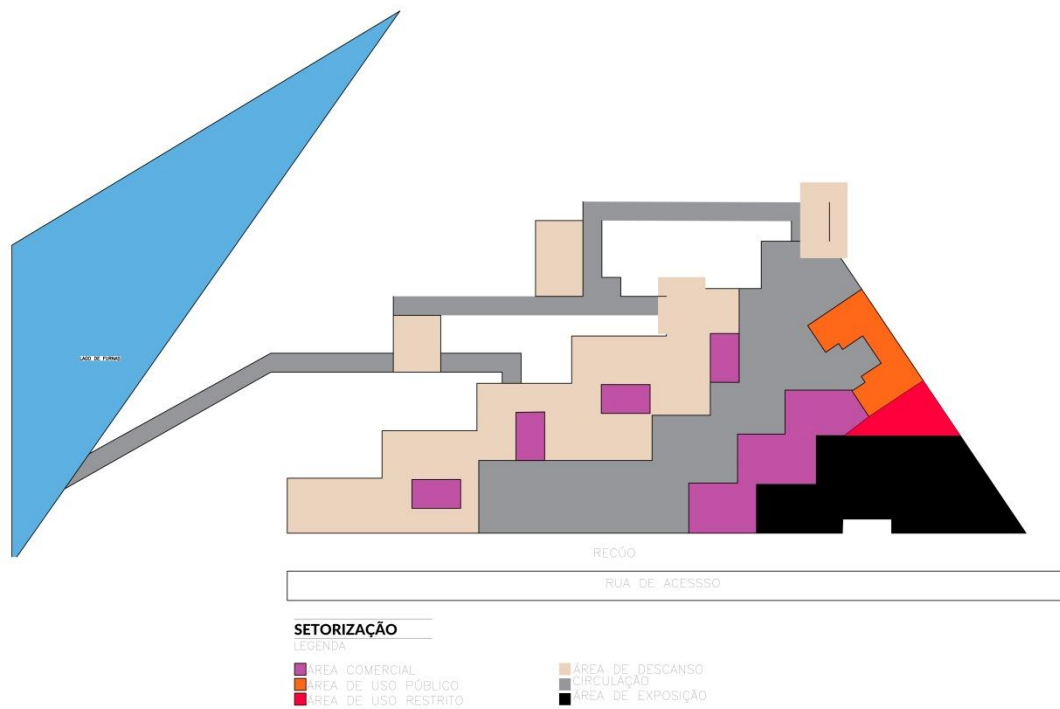 LAGO DE FURNAS
RECÚO
RUA DE ACESSSO
SETORIZAÇÃO
LEGENDA
ÁREA COMERCIAL
ÁREA DE USO PÚBLICO
ÁREA DE USO RESTRITO
ÁREA DE DESCANSO
CIRCULAÇÃO
ÁREA DE EXPOSIÇÃO